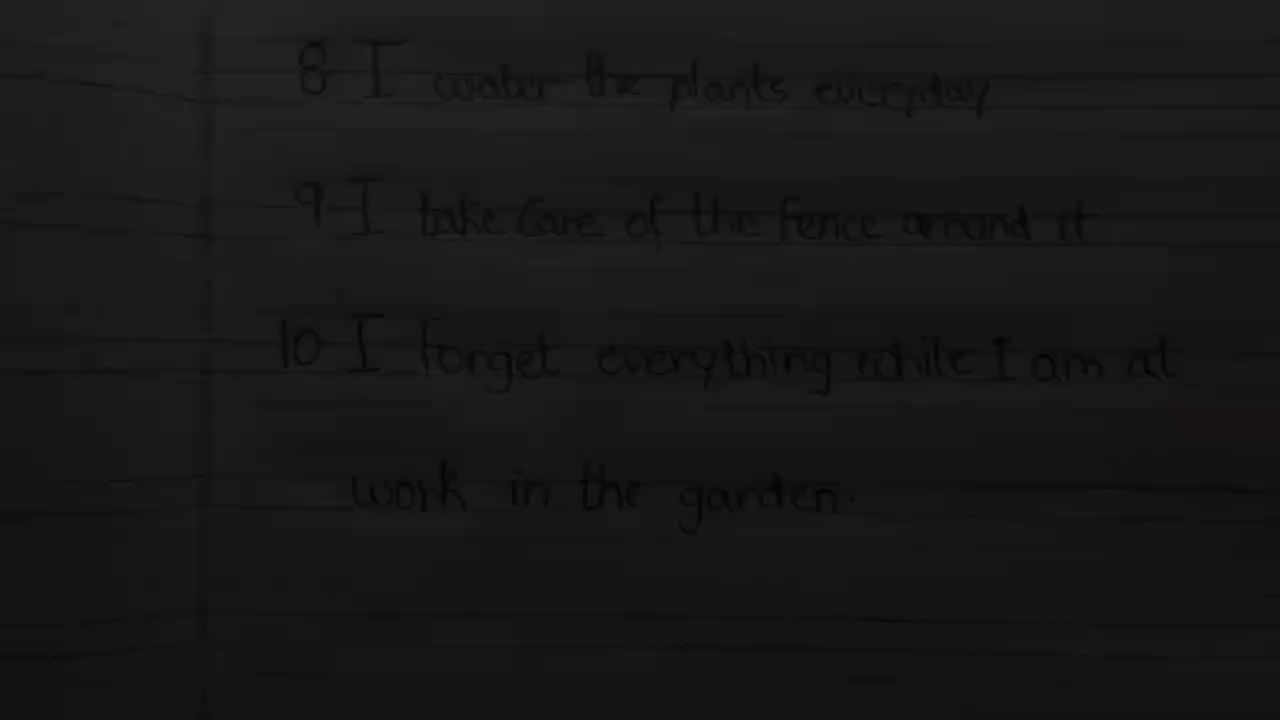 8-I water the plants everyday
9-I take Care of the fence around it
10-I forget everything while I am at
work in the garden.